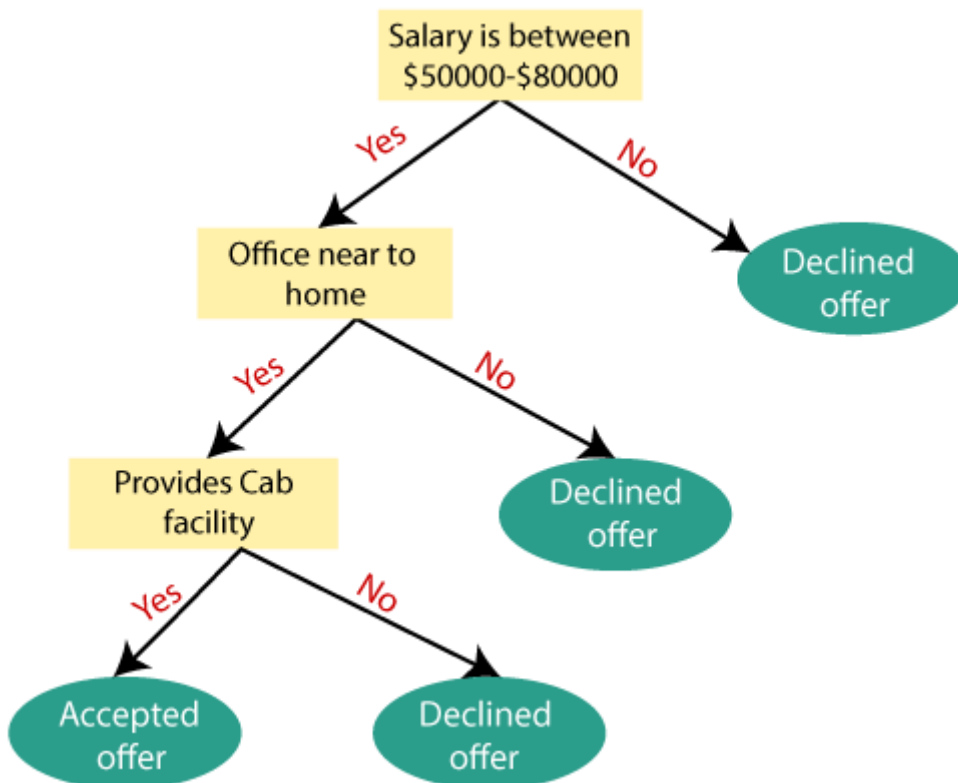 Salary is between
$50000-$80000
Yes
No
Office near to
home
Declined
offer
Yes
No
Provides Cab
facility
Declined
offer
Yes
No
Accepted
offer
Declined
offer